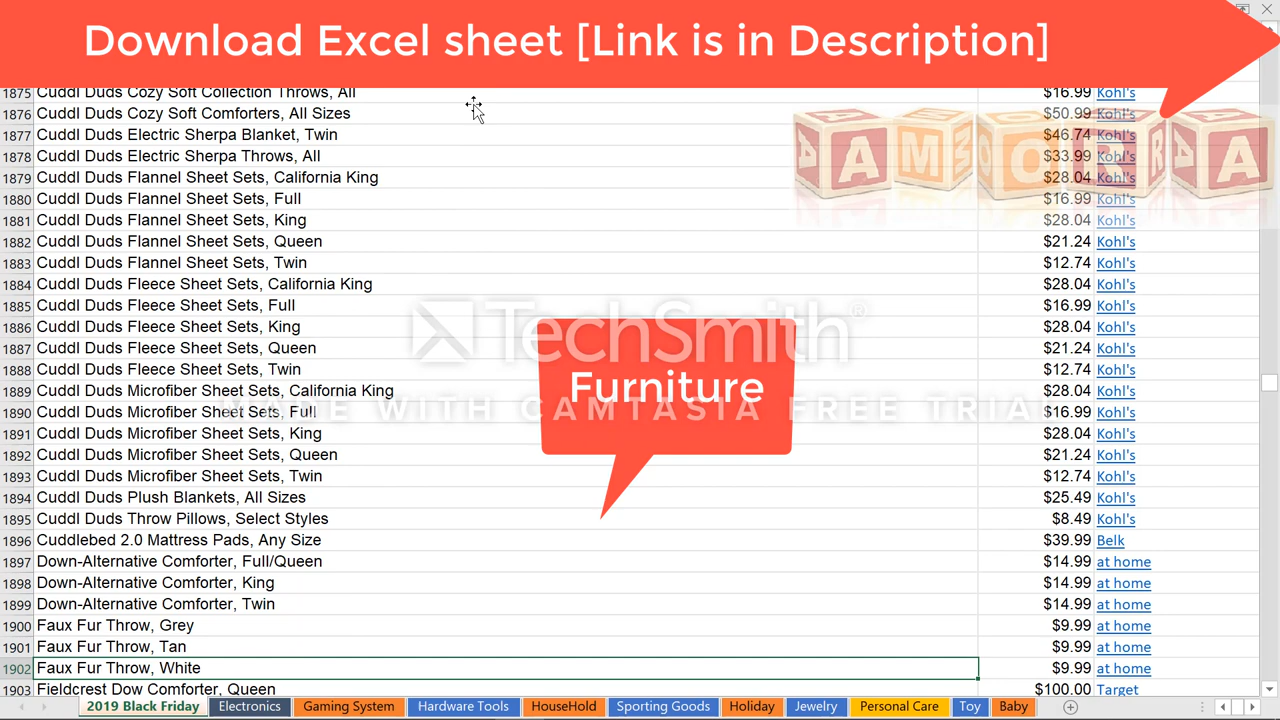 Download Excel sheet [Link is in Description]
1875 Cuddl Duds Cozy Soft Collection Throws, All $16.99 Kohl's
1876 Cuddl Duds Cozy Soft Comforters, All Sizes $50.99 Kohl's
1877 Cuddl Duds Electric Sherpa Blanket, Twin $46.74 Kohl's
1878 Cuddl Duds Electric Sherpa Throws, All $33.99 Kohl's
AMSOORRA
1879 Cuddl Duds Flannel Sheet Sets, California King $28.04 Kohl's
1880 Cuddl Duds Flannel Sheet Sets, Full $16.99 Kohl's
1881 Cuddl Duds Flannel Sheet Sets, King $28.04 Kohl's
1882 Cuddl Duds Flannel Sheet Sets, Queen $21.24 Kohl's
1883 Cuddl Duds Flannel Sheet Sets, Twin $12.74 Kohl's
1884 Cuddl Duds Fleece Sheet Sets, California King $28.04 Kohl's
1885 Cuddl Duds Fleece Sheet Sets, Full $16.99 Kohl's
1886 Cuddl Duds Fleece Sheet Sets, King $28.04 Kohl's
TechSmith®
1887 Cuddl Duds Fleece Sheet Sets, Queen $21.24 Kohl's
1888 Cuddl Duds Fleece Sheet Sets, Twin $12.74 Kohl's
Furniture
1889 Cuddl Duds Microfiber Sheet Sets, California King $28.04 Kohl's
1890 Cuddl Duds Microfiber Sheet Sets, Full $16.99 Kohl's
MADE WITH CAMTASIA FREE TRIAL
1891 Cuddl Duds Microfiber Sheet Sets, King $28.04 Kohl's
1892 Cuddl Duds Microfiber Sheet Sets, Queen $21.24 Kohl's
1893 Cuddl Duds Microfiber Sheet Sets, Twin $12.74 Kohl's
1894 Cuddl Duds Plush Blankets, All Sizes $25.49 Kohl's
1895 Cuddl Duds Throw Pillows, Select Styles $8.49 Kohl's
1896 Cuddlebed 2.0 Mattress Pads, Any Size $39.99 Belk
1897 Down-Alternative Comforter, Full/Queen $14.99 at home
1898 Down-Alternative Comforter, King $14.99 at home
1899 Down-Alternative Comforter, Twin $14.99 at home
1900 Faux Fur Throw, Grey $9.99 at home
1901 Faux Fur Throw, Tan $9.99 at home
1902 Faux Fur Throw, White $9.99 at home
1903 Fieldcrest Dow Comforter, Queen $100.00 Target
2019 Black Friday Electronics Gaming System Hardware Tools HouseHold Sporting Goods Holiday Jewelry Personal Care Toy Baby